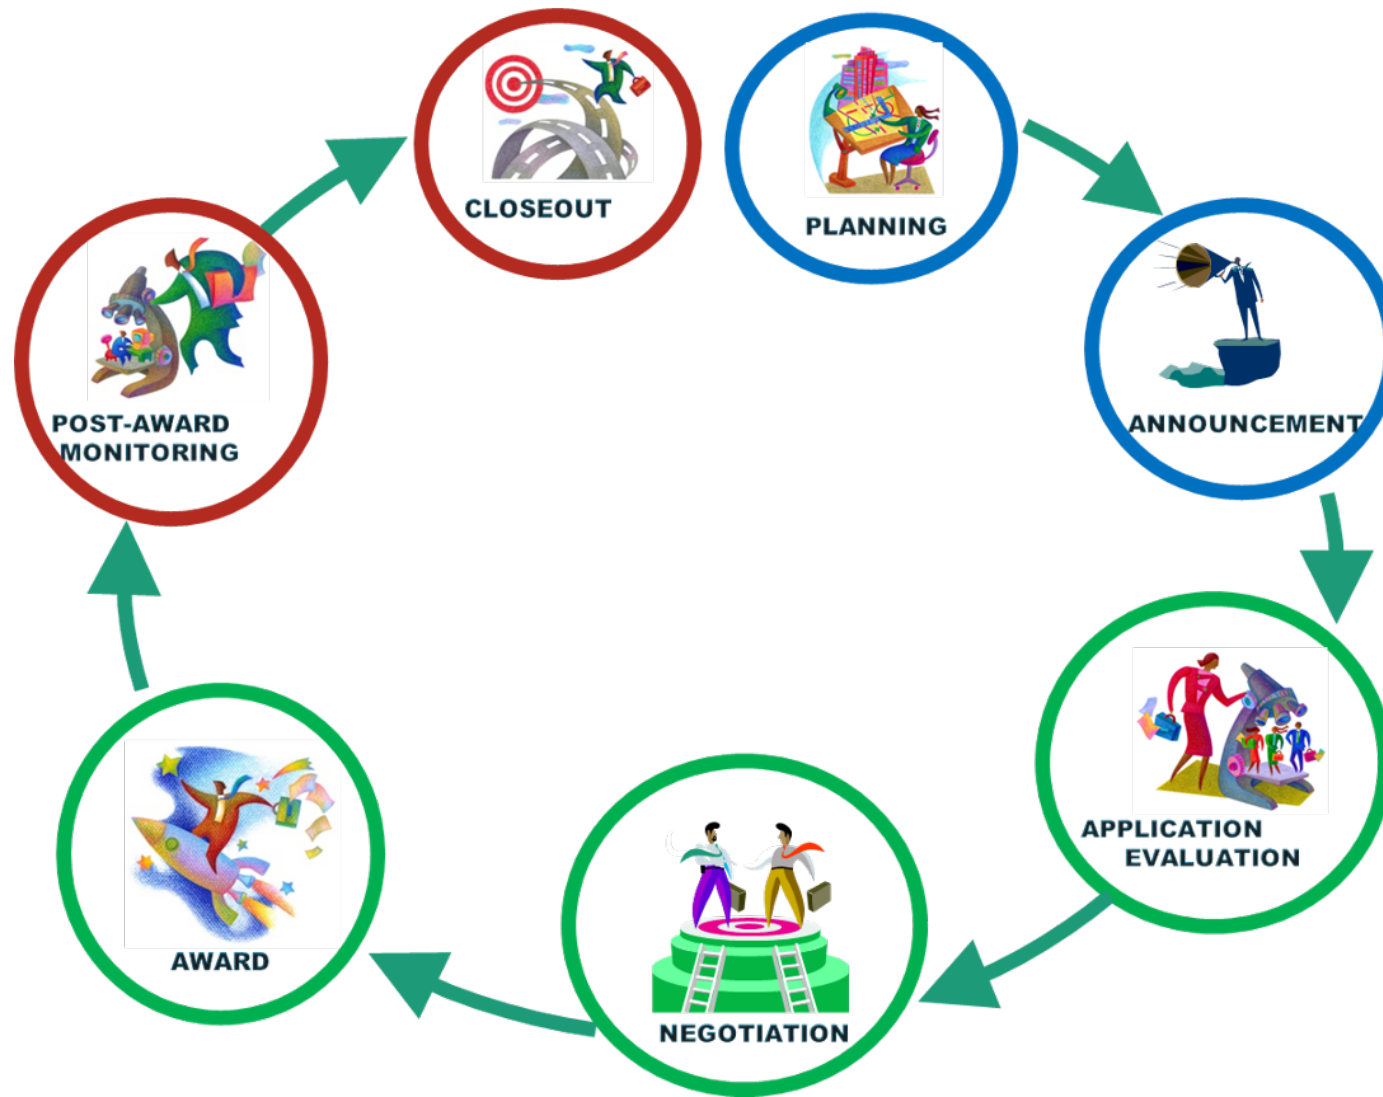 CLOSEOUT
PLANNING
ANNOUNCEMENT
APPLICATION
EVALUATION
NEGOTIATION
AWARD
POST-AWARD
MONITORING